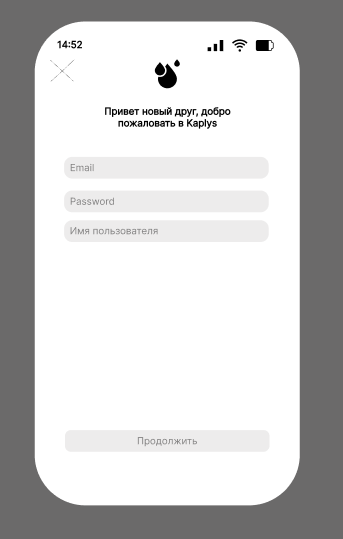 14:52
Привет новый друг, добро
пожаловать в Kaplys
Email
Password
Имя пользователя
Продолжить